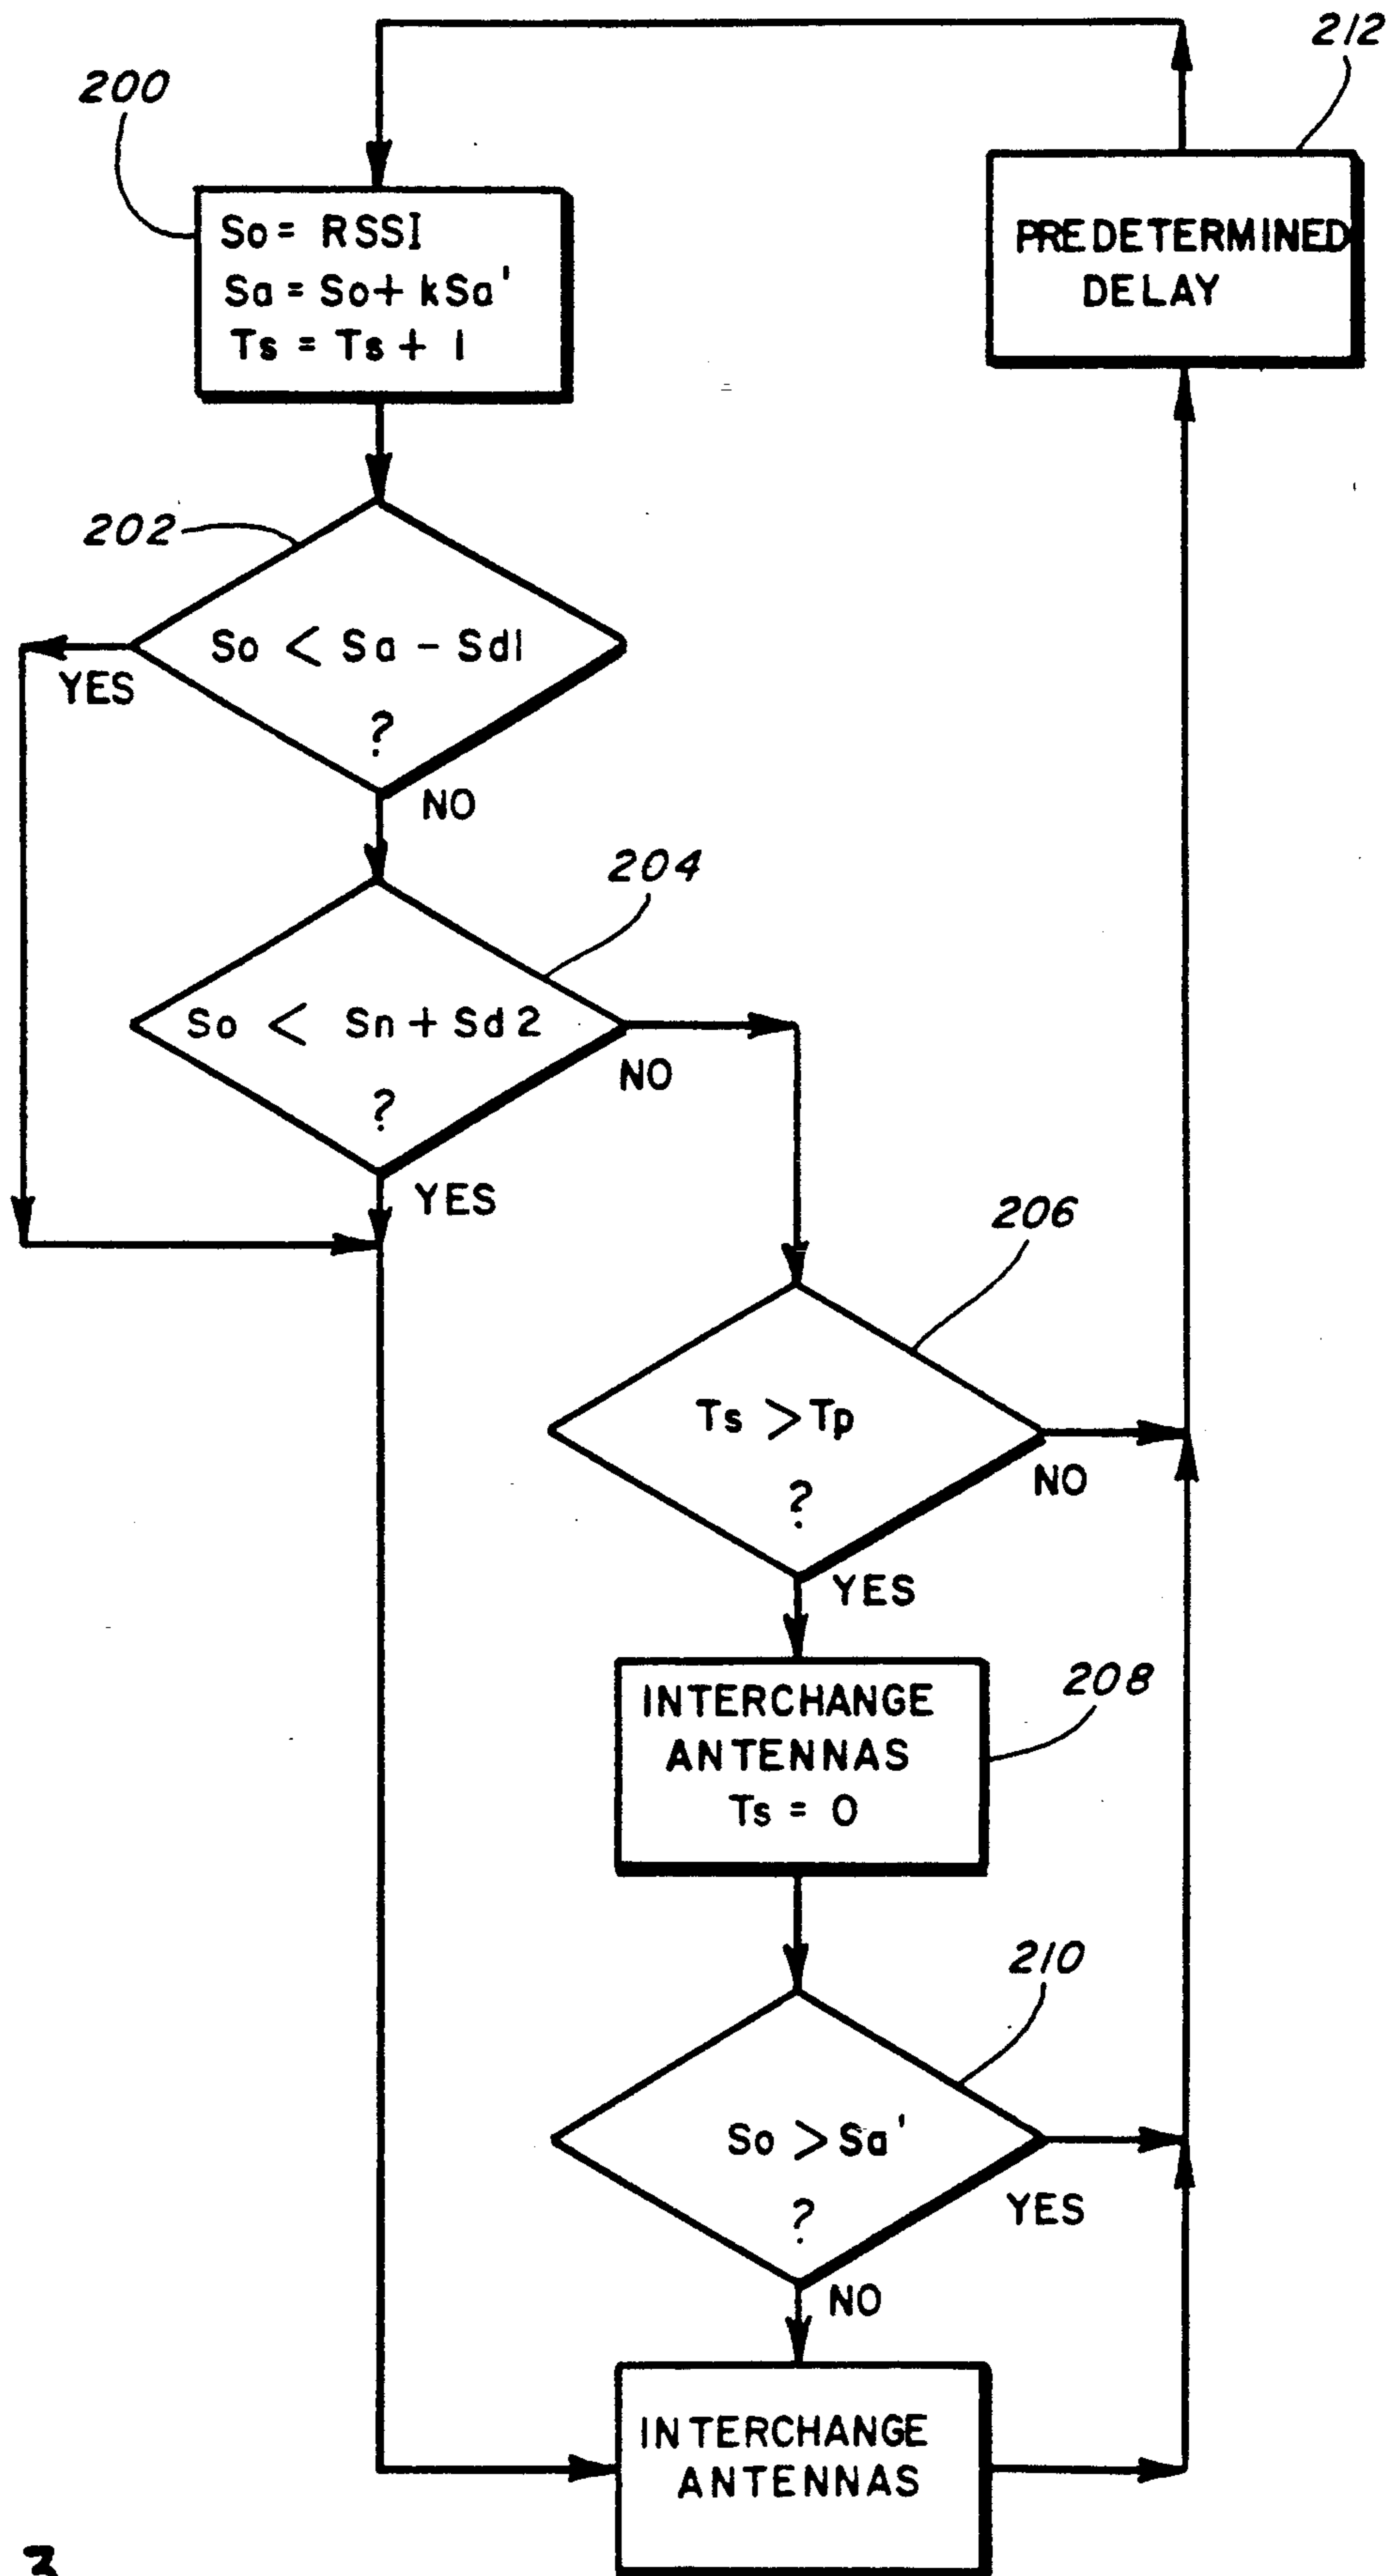 212
200
So = RSSI
Sa = So + kSa'
Ts = Ts + 1
PREDETERMINED
DELAY
202
So < Sa - Sd1
?
YES
NO
204
So < Sn + Sd2
?
NO
YES
206
Ts > Tp
?
NO
YES
INTERCHANGE
ANTENNAS
Ts = 0
208
210
So > Sa'
?
YES
NO
INTERCHANGE
ANTENNAS
3